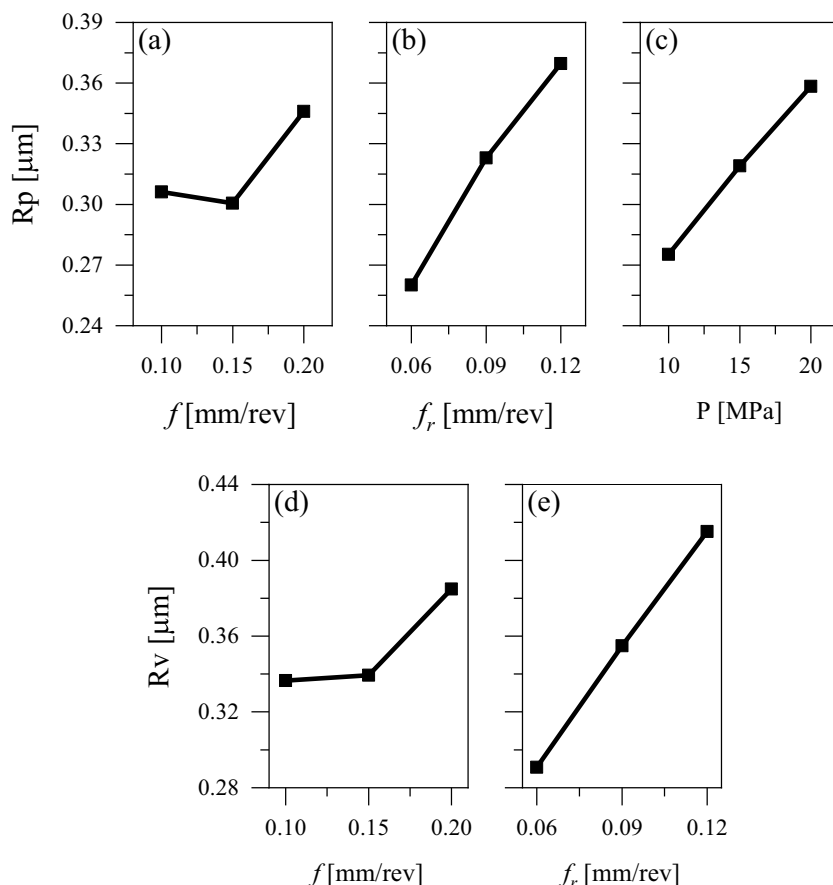 (a) (b) (c)
Rp [μm]
0.39
0.36
0.33
0.30
0.27
0.24
0.10 0.15 0.20 0.06 0.09 0.12 10 15 20
f [mm/rev] fr [mm/rev] P [MPa]
(d) (e)
Rv [μm]
0.44
0.40
0.36
0.32
0.28
0.10 0.15 0.20 0.06 0.09 0.12
f [mm/rev] fr [mm/rev]